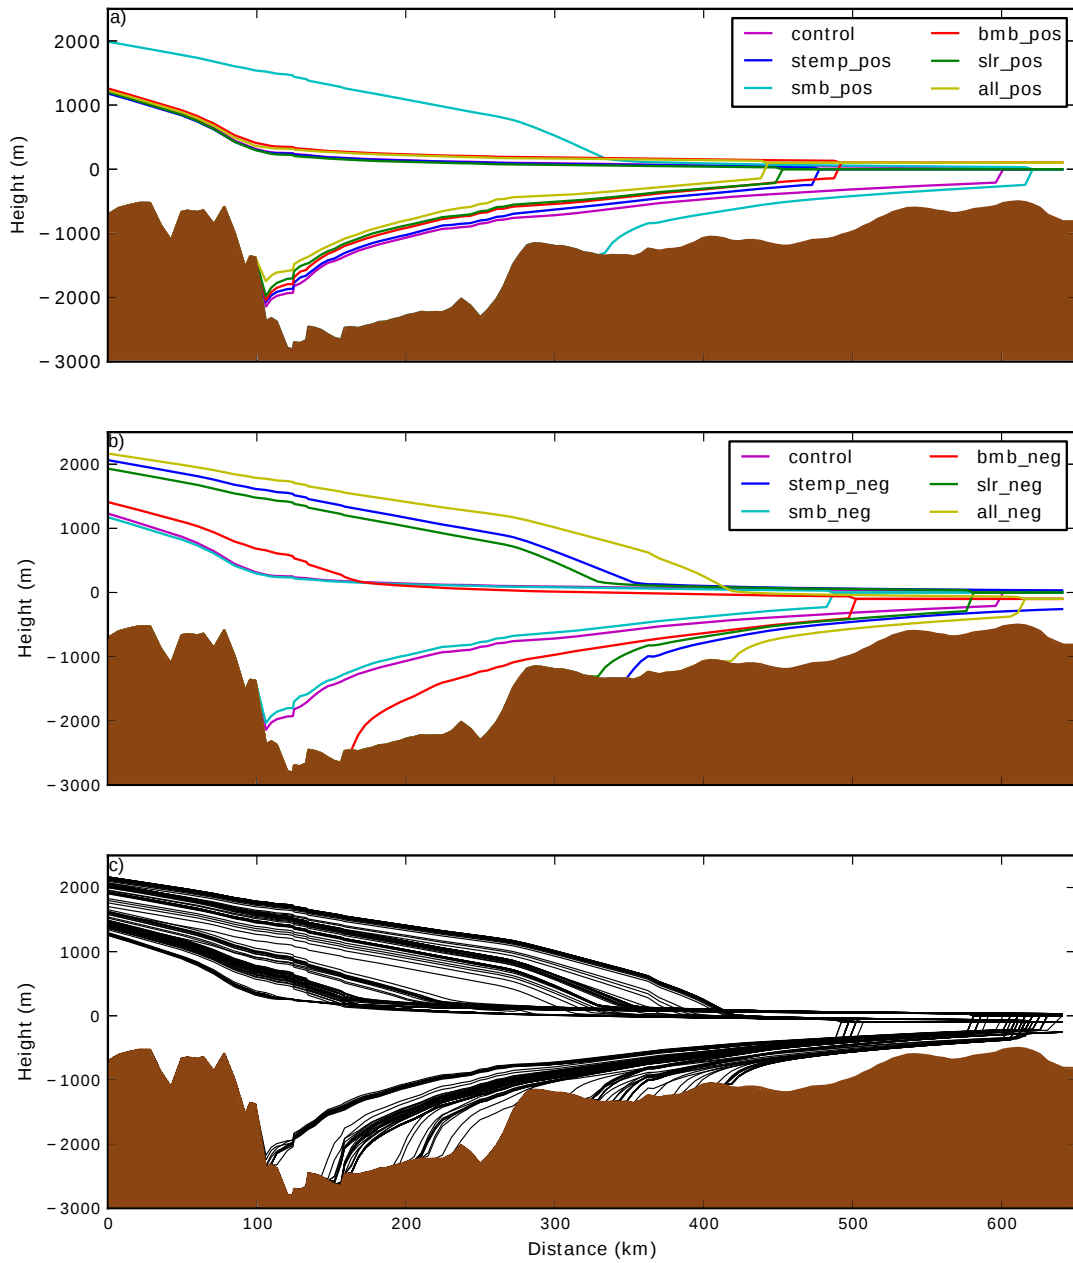 a)
2000
1000
0
−1000
−2000
−3000
Height (m)
control
stemp_pos
smb_pos
bmb_pos
slr_pos
all_pos
b)
2000
1000
0
−1000
−2000
−3000
Height (m)
control
stemp_neg
smb_neg
bmb_neg
slr_neg
all_neg
c)
2000
1000
0
−1000
−2000
−3000
Height (m)
0 100 200 300 400 500 600
Distance (km)